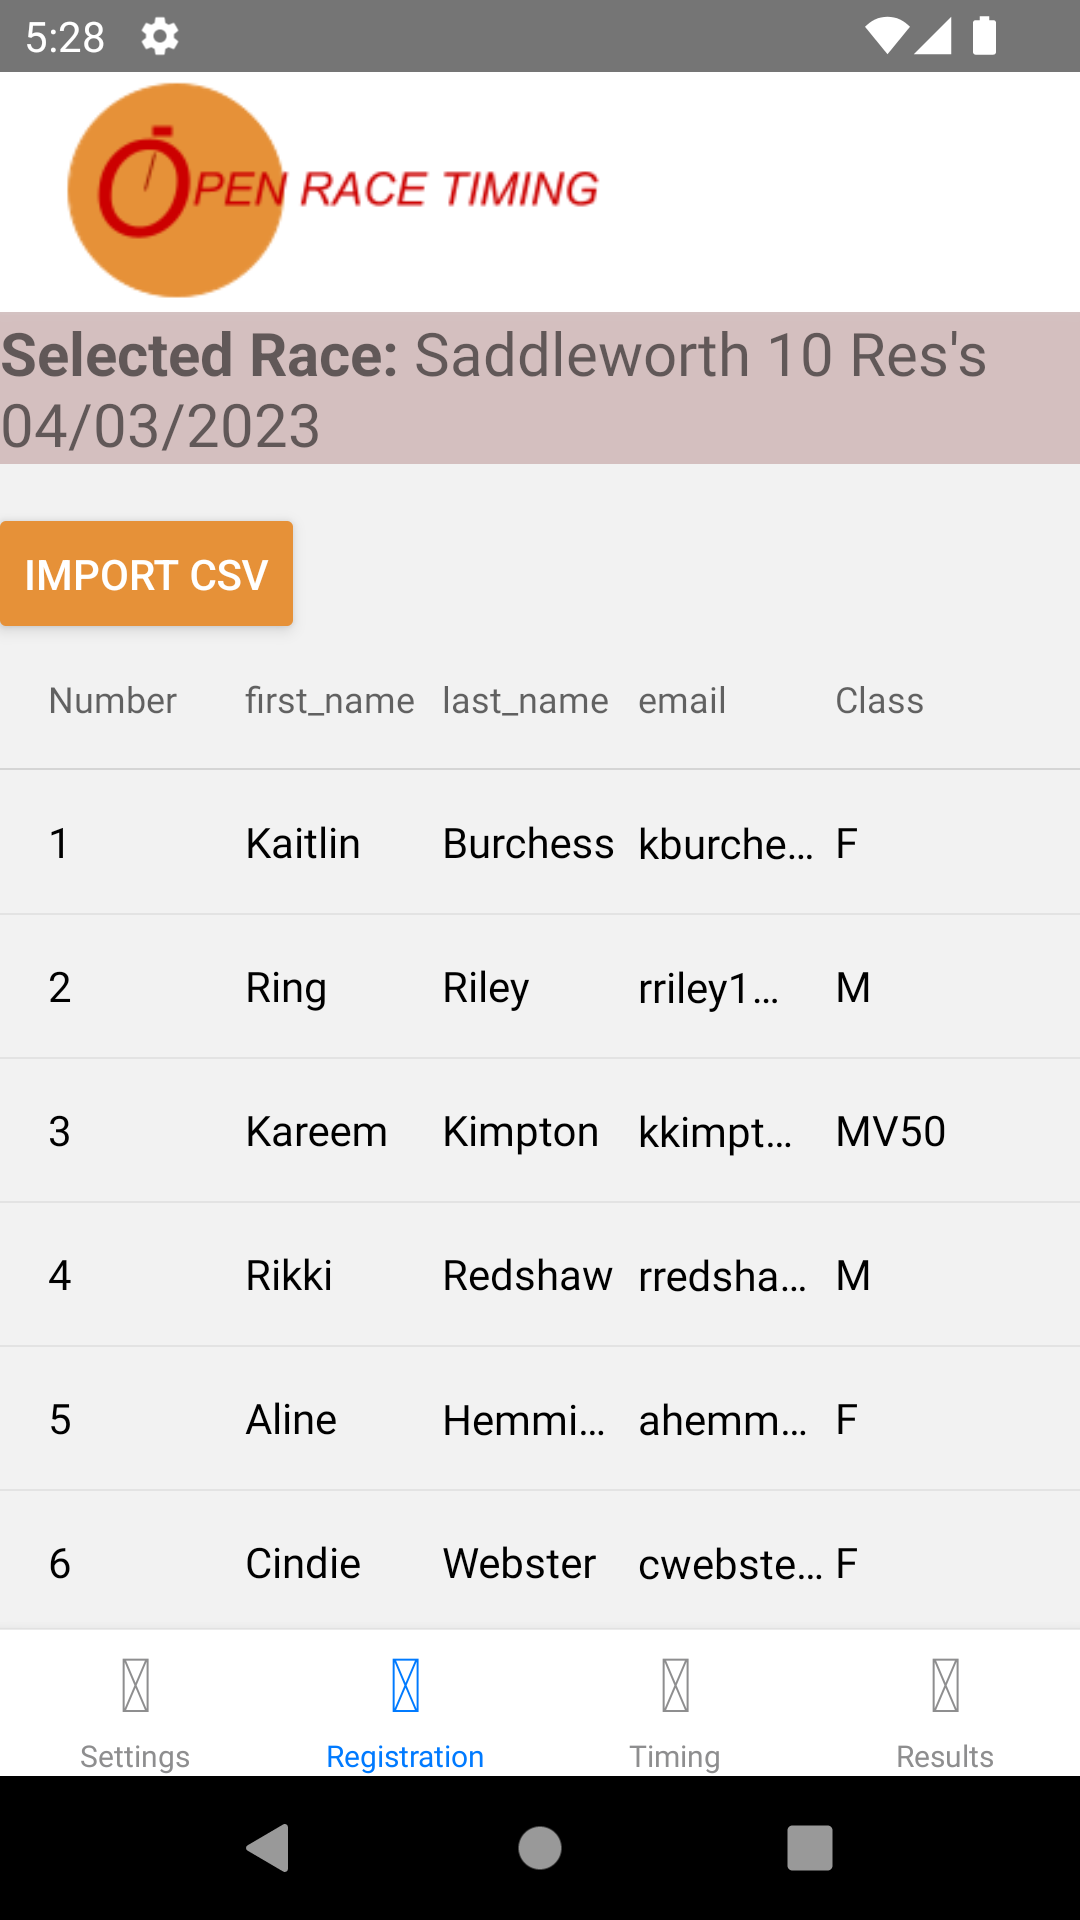 5:28
OPEN RACE TIMING
Selected Race: Saddleworth 10 Res's
04/03/2023
IMPORT CSV
Number first_name last_name email Class
1 Kaitlin Burchess kburche... F
2 Ring Riley rriley1... M
3 Kareem Kimpton kkimpt... MV50
4 Rikki Redshaw rredsha... M
5 Aline Hemmi... ahemm... F
6 Cindie Webster cwebste... F
Settings Registration Timing Results